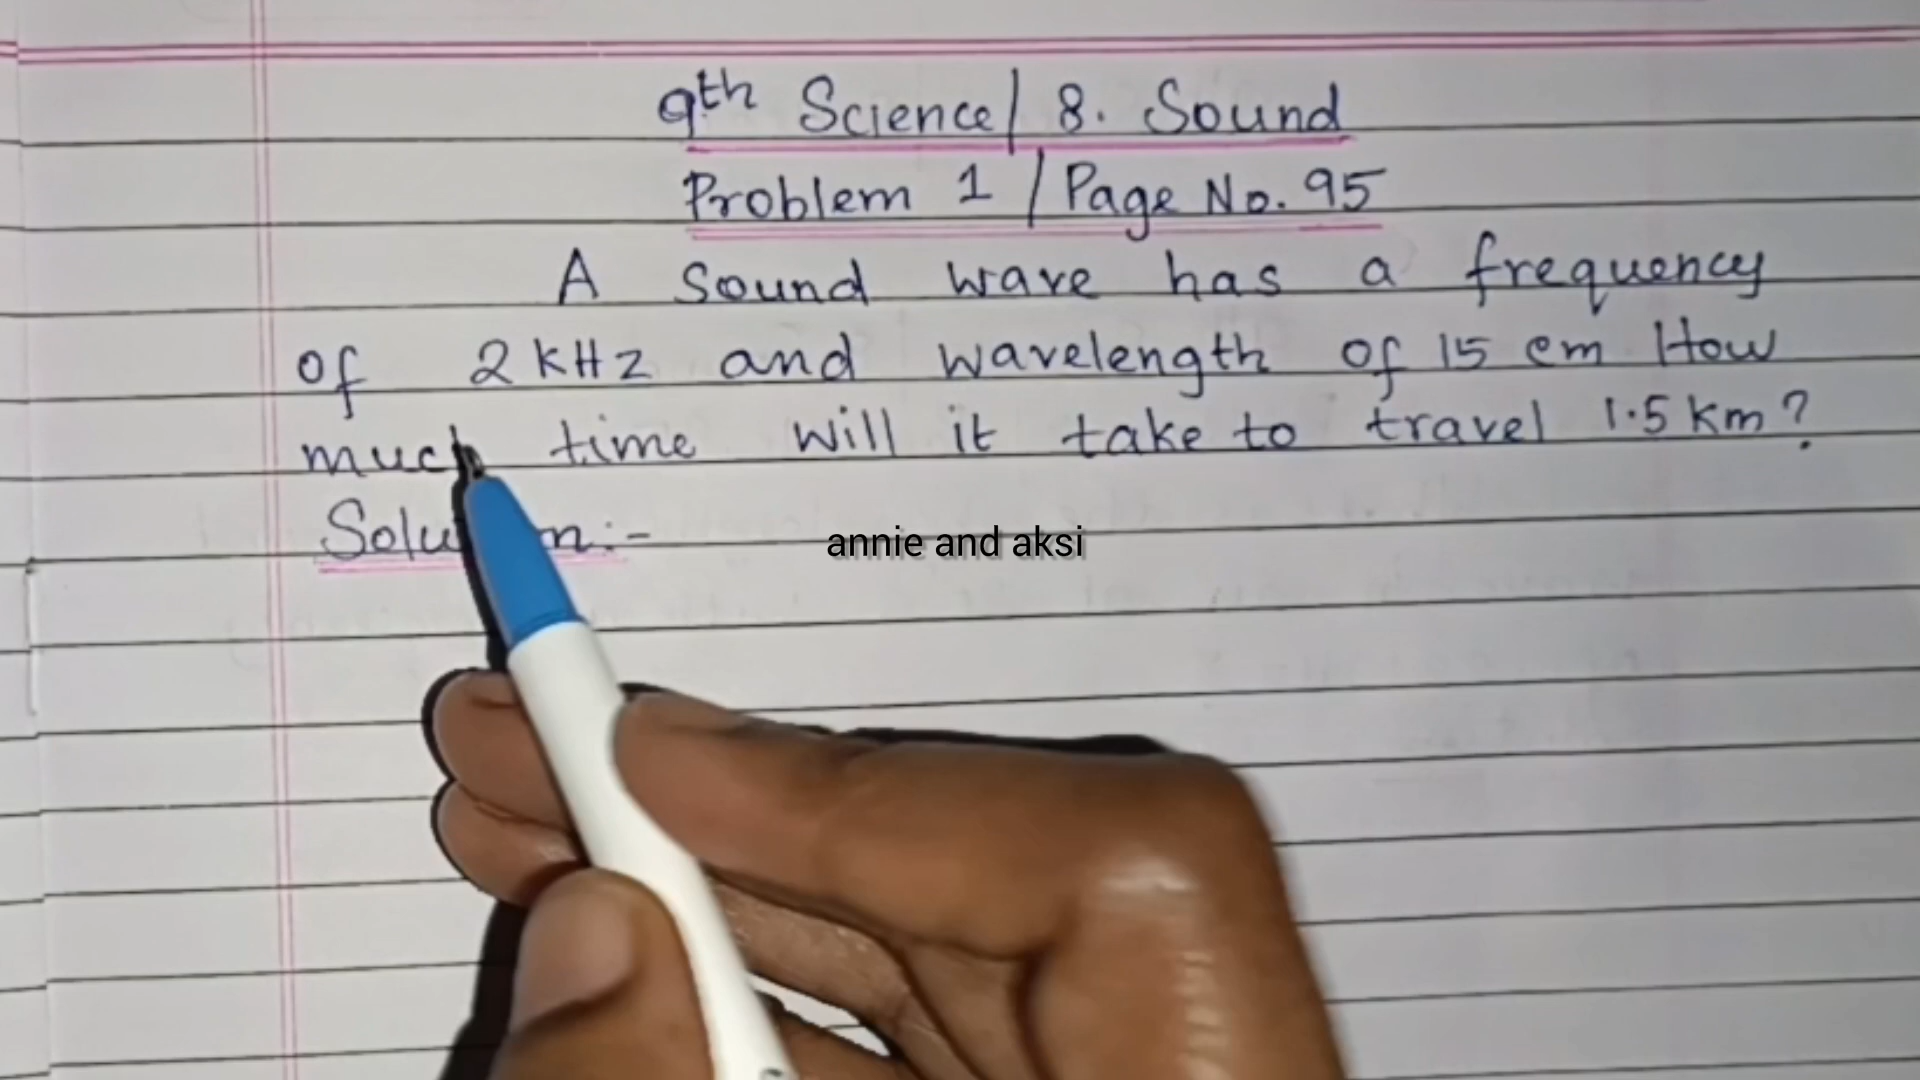 9th Science/ 8. Sound
Problem 1 / Page No. 95
A sound wave has a frequency
of 2 kHz and wavelength of 15 cm How
much time will it take to travel 1.5 km?
annie and aksi